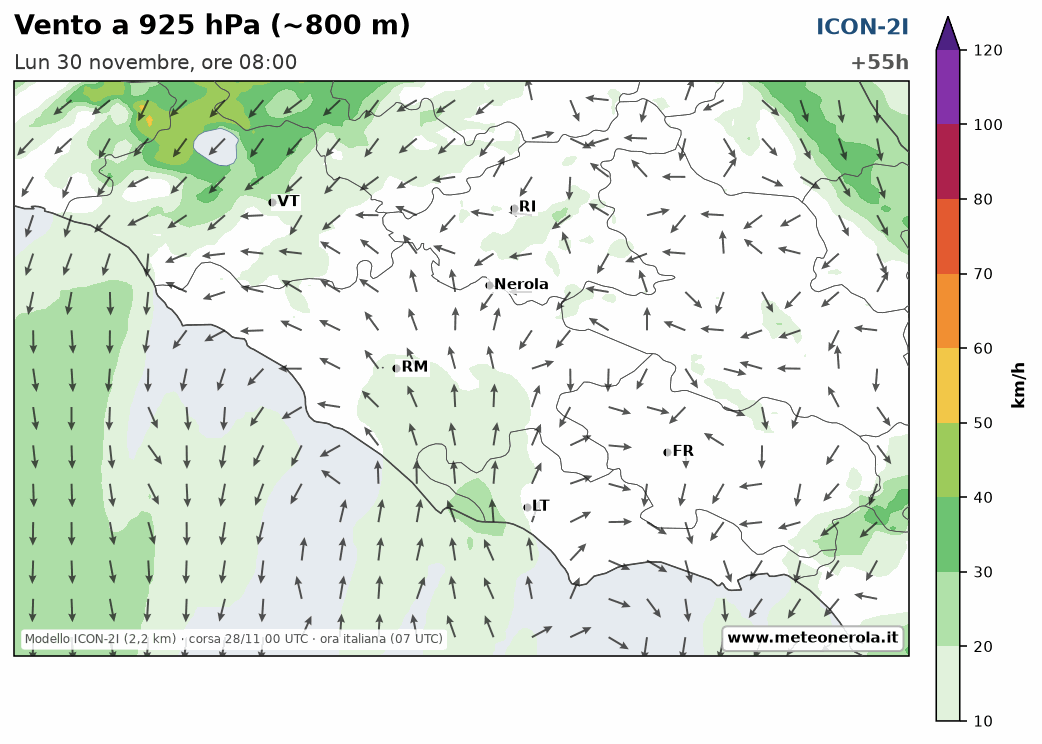 Vento a 925 hPa (~800 m)
ICON-2I
Lun 30 novembre, ore 08:00
+55h
VT
RI
Nerola
RM
FR
LT
Modello ICON-2I (2,2 km) · corsa 28/11 00 UTC · ora italiana (07 UTC)
www.meteonerola.it
120
100
80
70
60
50
40
30
20
10
km/h